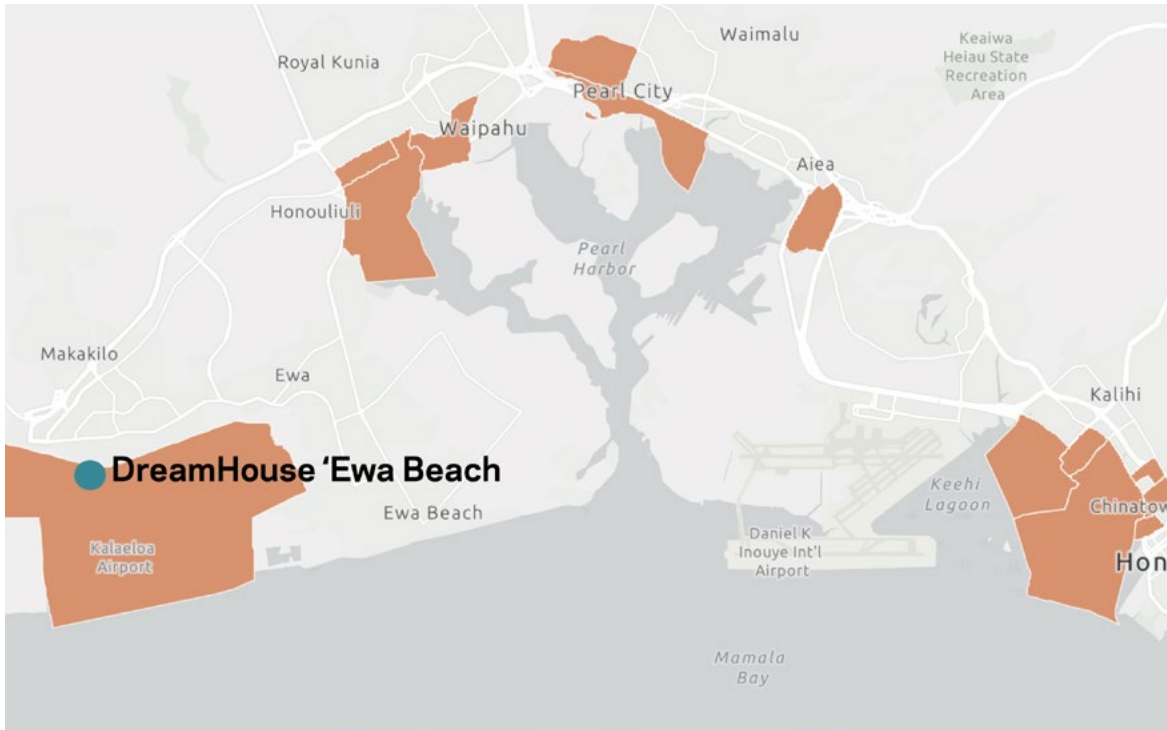 Waimalu
Keaiwa
Heiau State
Recreation
Area
Royal Kunia
Pearl City
Waipahu
Aiea
Honouliuli
Pearl
Harbor
Makakilo
Ewa
Kalihi
DreamHouse ‘Ewa Beach
Keehi
Lagoon
Ewa Beach
Chinatow
Daniel K
Inouye Int'l
Airport
Kalaeloa
Airport
Hon
Mamala
Bay